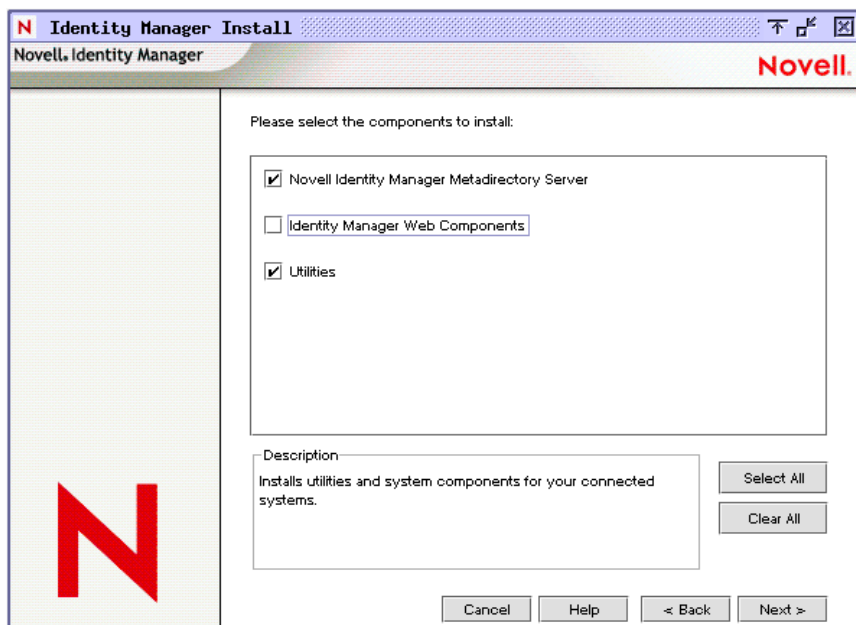 N Identity Manager Install
Novell. Identity Manager
Novell.
Please select the components to install:
Novell Identity Manager Metadirectory Server
Identity Manager Web Components
Utilities
Description
Installs utilities and system components for your connected
systems.
Select All
Clear All
N
Cancel
Help
< Back
Next >